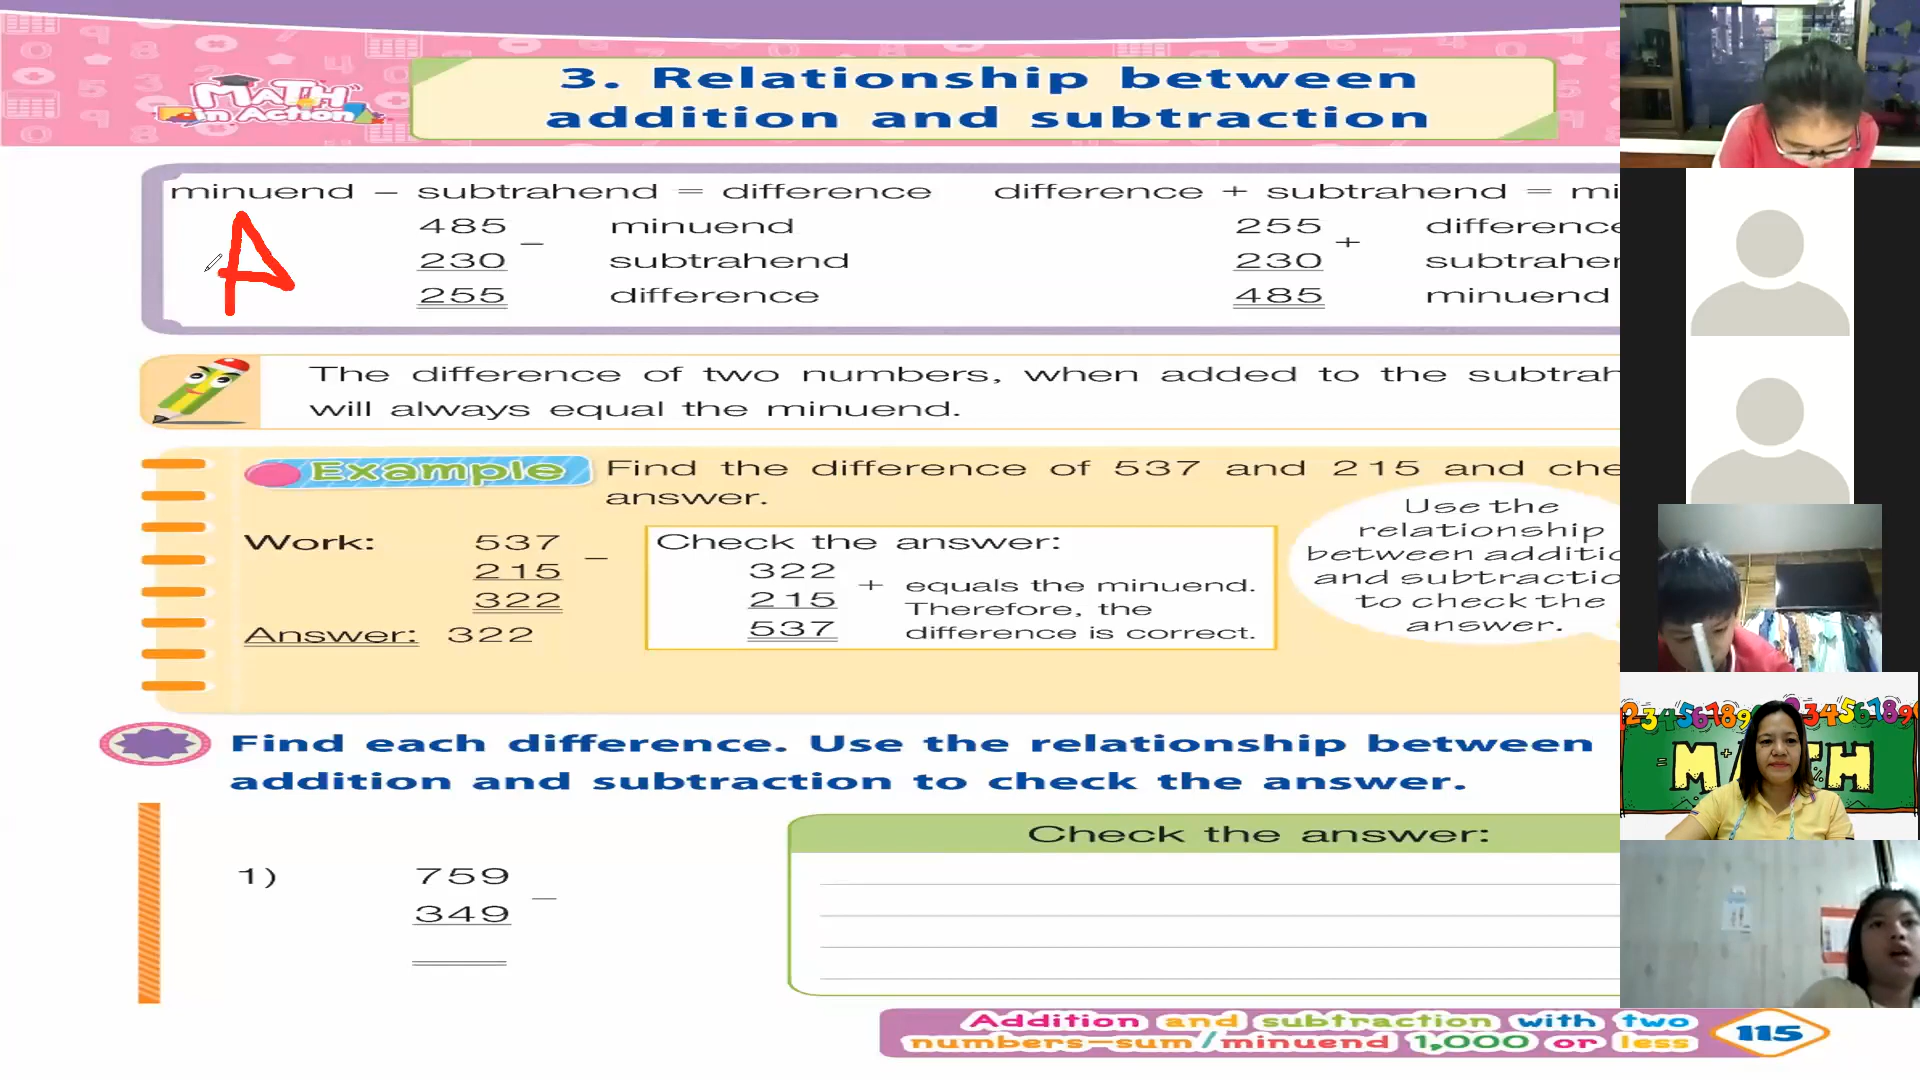 MATH
in Action
3. Relationship between
addition and subtraction
minuend − subtrahend = difference
485 − minuend
230 subtrahend
255 difference
A
difference + subtrahend = mi
255 + difference
230 subtraher
485 minuend
The difference of two numbers, when added to the subtrah
will always equal the minuend.
Example Find the difference of 537 and 215 and che
answer.
Work: 537 −
215
322
Answer: 322
Check the answer:
322
215 + equals the minuend.
537 Therefore, the
difference is correct.
Use the
relationship
between additio
and subtractio
to check the
answer.
Find each difference. Use the relationship between
addition and subtraction to check the answer.
1) 759 −
349
Check the answer:
Addition and subtraction with two
numbers-sum/minuend 1,000 or less
115